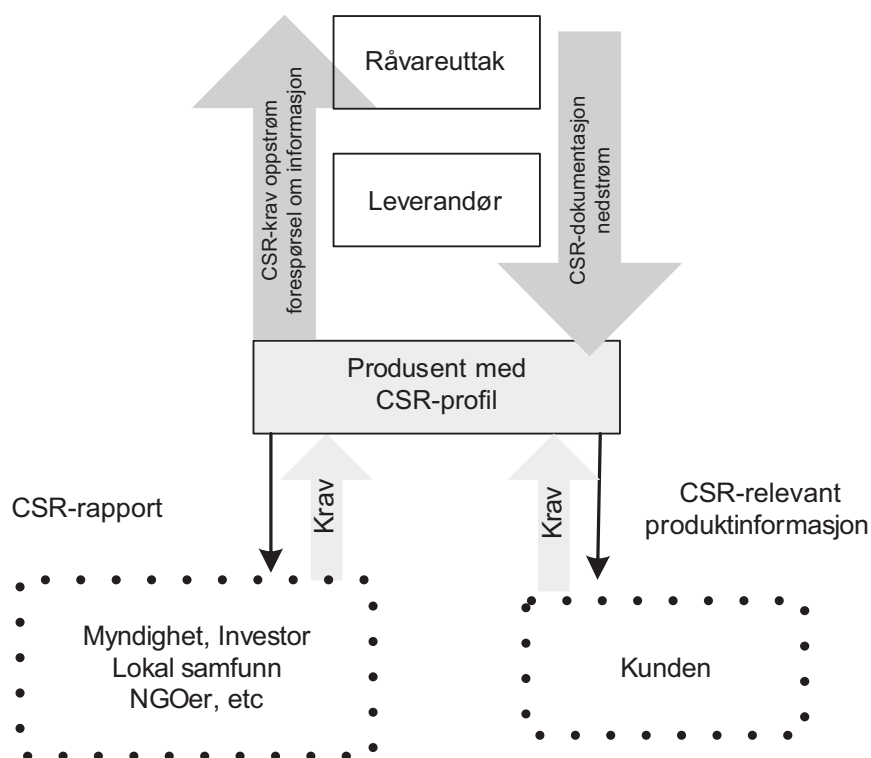 Råvareuttak
CSR-krav oppstrøm
forespørsel om informasjon
CSR-dokumentasjon
nedstrøm
Leverandør
Produsent med
CSR-profil
CSR-rapport
Krav
Krav
CSR-relevant
produktinformasjon
Myndighet, Investor
Lokal samfunn
NGOer, etc
Kunden